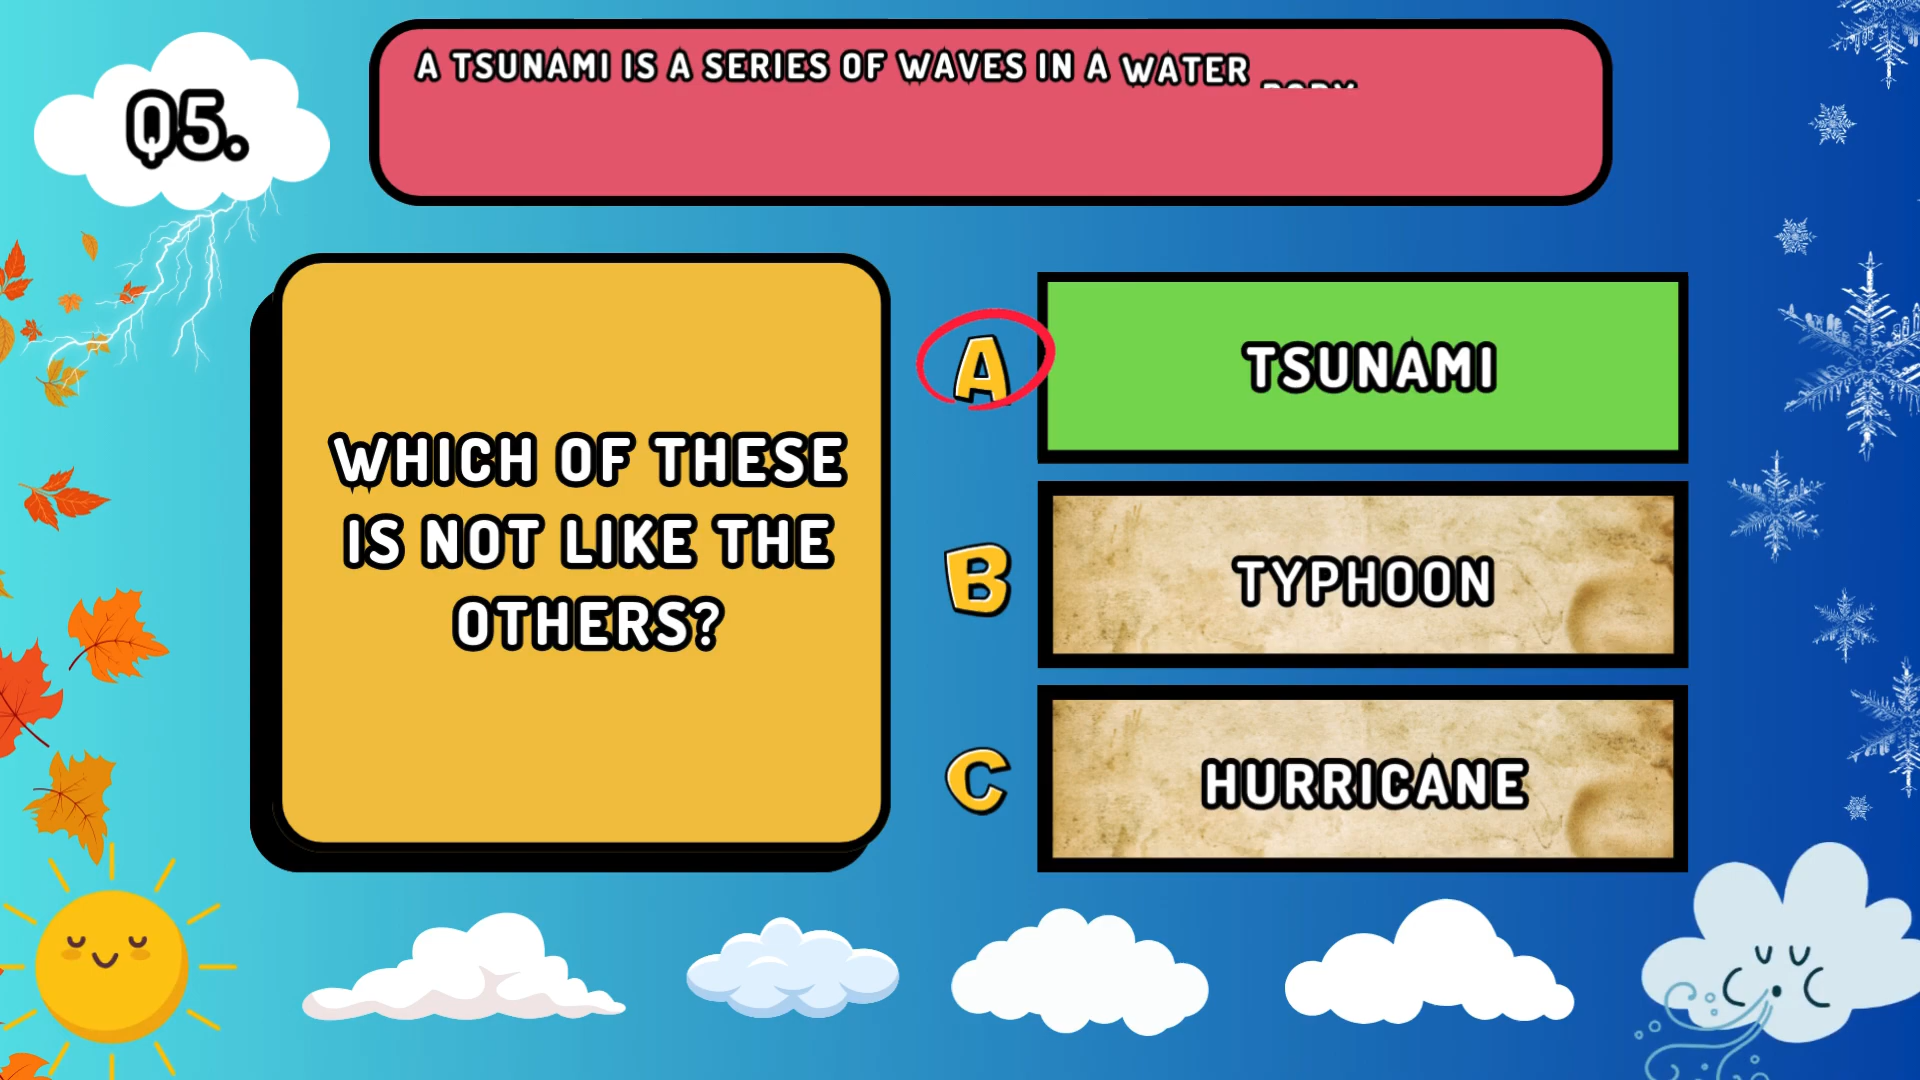 Q5.
A TSUNAMI IS A SERIES OF WAVES IN A WATER
WHICH OF THESE
IS NOT LIKE THE
OTHERS?
A
TSUNAMI
B
TYPHOON
C
HURRICANE